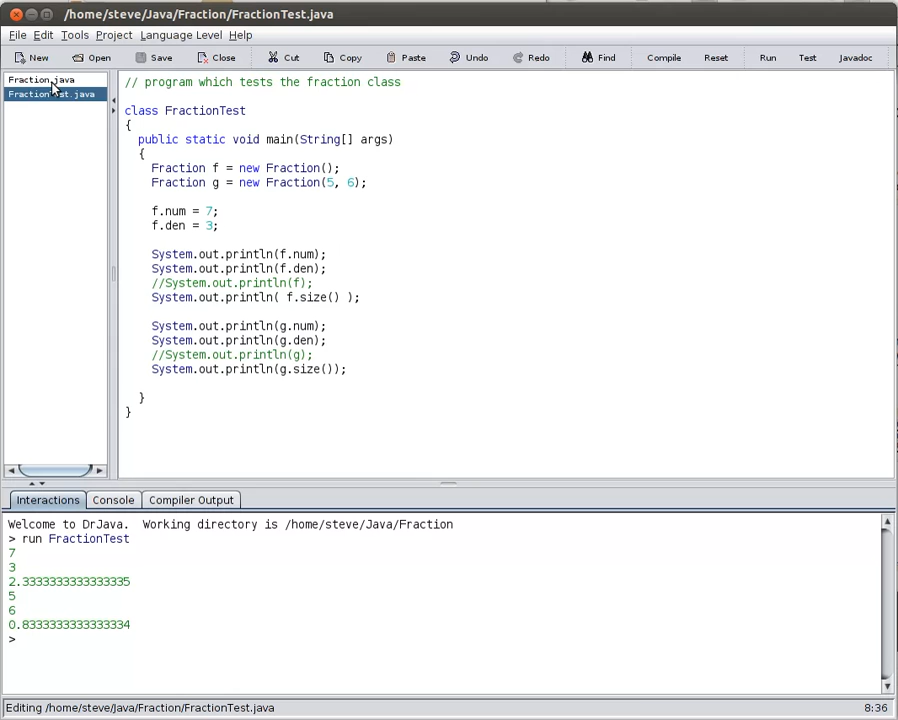 /home/steve/Java/Fraction/FractionTest.java
File Edit Tools Project Language Level Help
New Open Save Close Cut Copy Paste Undo Redo Find Compile Reset Run Test Javadoc
Fraction.java
FractionTest.java
// program which tests the fraction class
class FractionTest
{
public static void main(String[] args)
{
Fraction f = new Fraction();
Fraction g = new Fraction(5, 6);
f.num = 7;
f.den = 3;
System.out.println(f.num);
System.out.println(f.den);
//System.out.println(f);
System.out.println( f.size() );
System.out.println(g.num);
System.out.println(g.den);
//System.out.println(g);
System.out.println(g.size());
}
}
Interactions Console Compiler Output
Welcome to DrJava. Working directory is /home/steve/Java/Fraction
> run FractionTest
7
3
2.3333333333333335
5
6
0.8333333333333334
>
Editing /home/steve/Java/Fraction/FractionTest.java 8:36